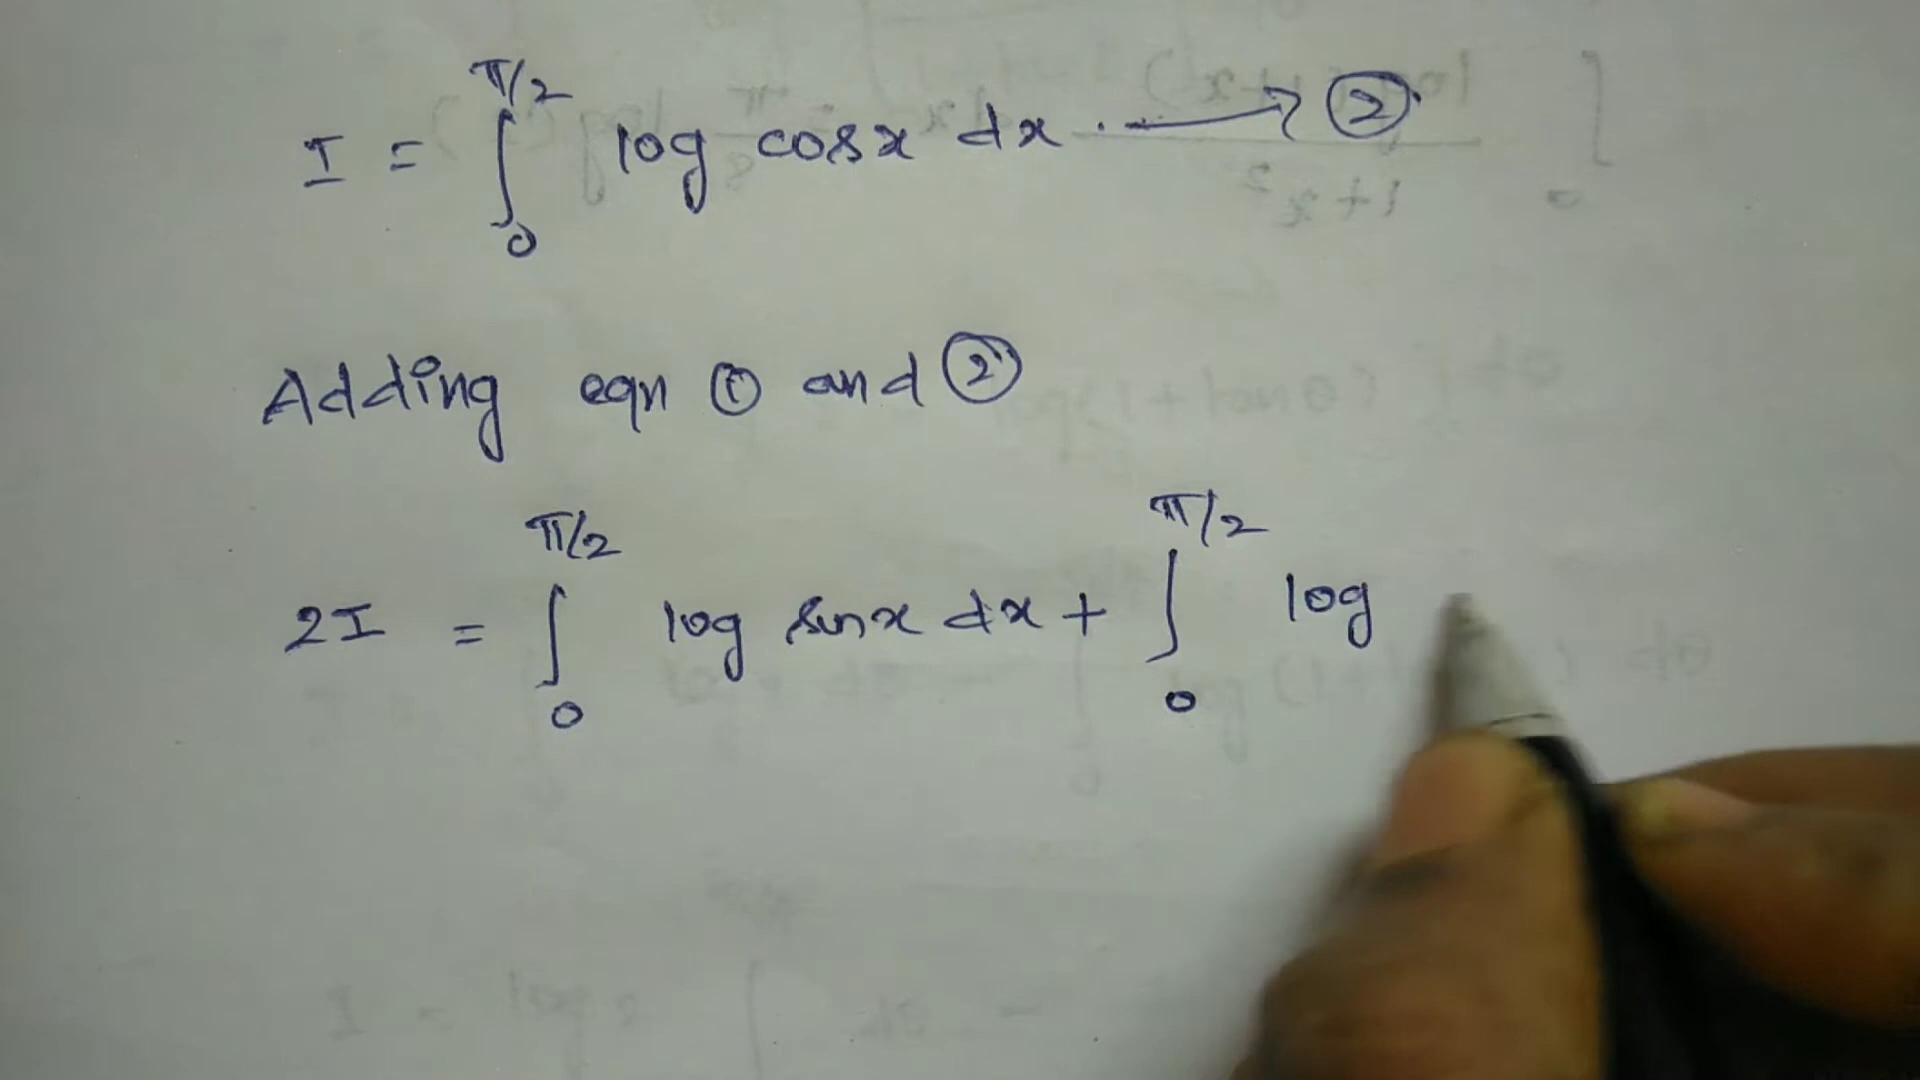 I = ∫₀^π/2 log cosx dx . → ②
Adding eqn ① and ②
2I = ∫₀^π/2 log sinx dx + ∫₀^π/2 log